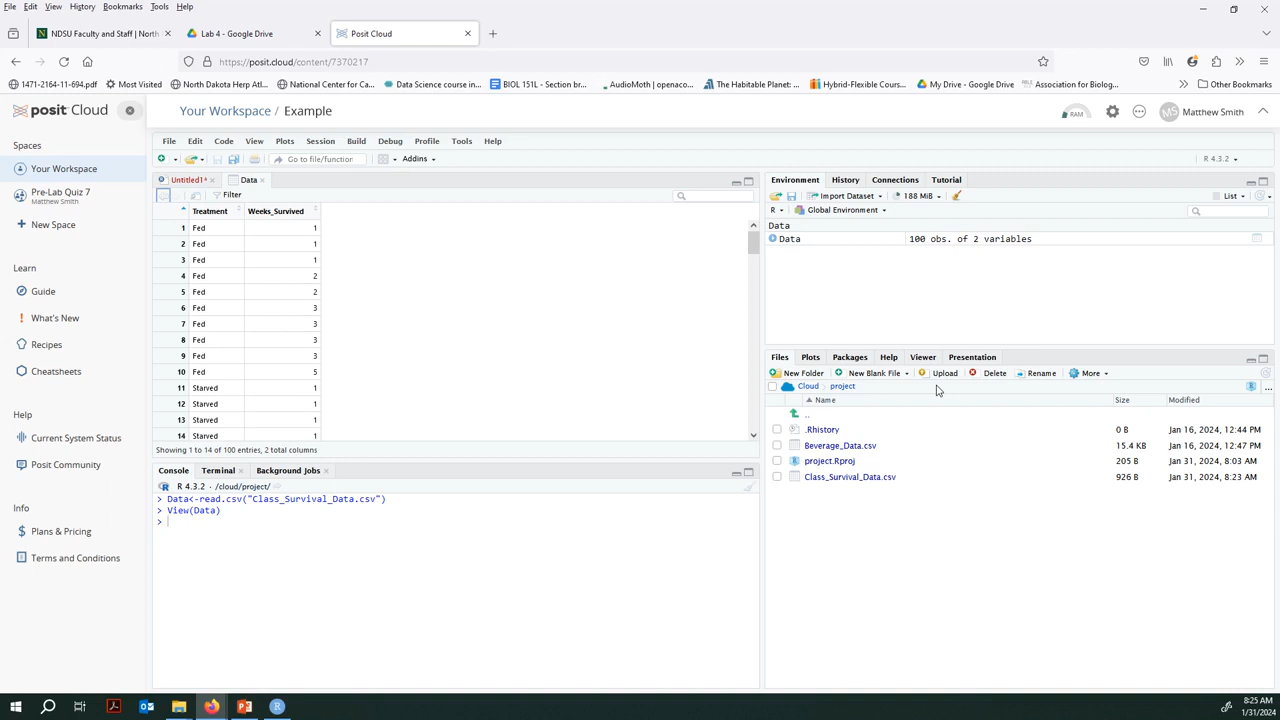 File Edit View History Bookmarks Tools Help
NDSU Faculty and Staff | North
Lab 4 - Google Drive
Posit Cloud
https://posit.cloud/content/7370217
1471-2164-11-694.pdf
Most Visited
North Dakota Herp Atl...
National Center for Ca...
Data Science course in...
BIOL 151L - Section br...
AudioMoth | openaco...
The Habitable Planet: ...
Hybrid-Flexible Cours...
My Drive - Google Drive
Association for Biolog...
Other Bookmarks
posit Cloud
Your Workspace / Example
RAM
MS Matthew Smith
Spaces
Your Workspace
Pre-Lab Quiz 7
Matthew Smith
New Space
Learn
Guide
What's New
Recipes
Cheatsheets
Help
Current System Status
Posit Community
Info
Plans & Pricing
Terms and Conditions
File Edit Code View Plots Session Build Debug Profile Tools Help
Go to file/function
Addins
R 4.3.2
Untitled1*
Data
Filter
Treatment Weeks_Survived
1 Fed 1
2 Fed 1
3 Fed 1
4 Fed 2
5 Fed 2
6 Fed 3
7 Fed 3
8 Fed 3
9 Fed 3
10 Fed 5
11 Starved 1
12 Starved 1
13 Starved 1
14 Starved 1
Showing 1 to 14 of 100 entries, 2 total columns
Console Terminal Background Jobs
R 4.3.2 · /cloud/project/
> Data<-read.csv("Class_Survival_Data.csv")
> View(Data)
>
Environment History Connections Tutorial
Import Dataset 188 MiB List
R Global Environment
Data
Data 100 obs. of 2 variables
Files Plots Packages Help Viewer Presentation
New Folder New Blank File Upload Delete Rename More
Cloud project ...
Name Size Modified
..
.Rhistory 0 B Jan 16, 2024, 12:44 PM
Beverage_Data.csv 15.4 KB Jan 16, 2024, 12:47 PM
project.Rproj 205 B Jan 31, 2024, 8:03 AM
Class_Survival_Data.csv 926 B Jan 31, 2024, 8:23 AM
8:25 AM
1/31/2024